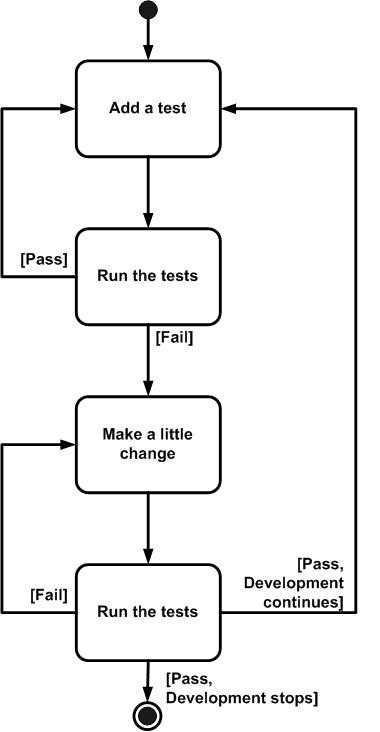 Add a test
[Pass]
Run the tests
[Fail]
Make a little
change
[Fail]
Run the tests
[Pass,
Development
continues]
[Pass,
Development stops]